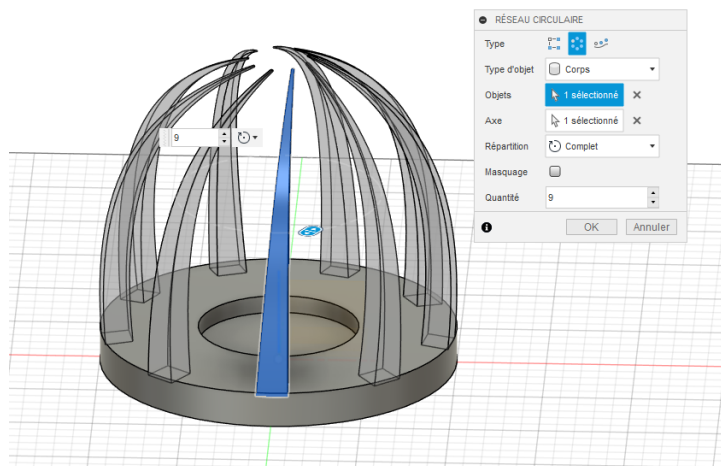 RÉSEAU CIRCULAIRE
Type
Type d'objet Corps
Objets 1 sélectionné
Axe 1 sélectionné
Répartition Complet
Masquage
Quantité 9
OK Annuler
9